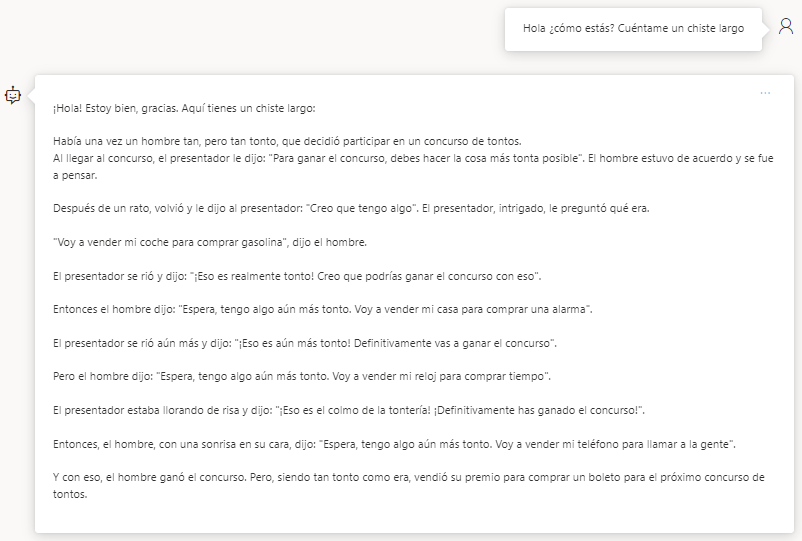 Hola ¿cómo estás? Cuéntame un chiste largo
...
¡Hola! Estoy bien, gracias. Aquí tienes un chiste largo:
Había una vez un hombre tan, pero tan tonto, que decidió participar en un concurso de tontos.
Al llegar al concurso, el presentador le dijo: "Para ganar el concurso, debes hacer la cosa más tonta posible". El hombre estuvo de acuerdo y se fue
a pensar.
Después de un rato, volvió y le dijo al presentador: "Creo que tengo algo". El presentador, intrigado, le preguntó qué era.
"Voy a vender mi coche para comprar gasolina", dijo el hombre.
El presentador se rió y dijo: "¡Eso es realmente tonto! Creo que podrías ganar el concurso con eso".
Entonces el hombre dijo: "Espera, tengo algo aún más tonto. Voy a vender mi casa para comprar una alarma".
El presentador se rió aún más y dijo: "¡Eso es aún más tonto! Definitivamente vas a ganar el concurso".
Pero el hombre dijo: "Espera, tengo algo aún más tonto. Voy a vender mi reloj para comprar tiempo".
El presentador estaba llorando de risa y dijo: "¡Eso es el colmo de la tontería! ¡Definitivamente has ganado el concurso!".
Entonces, el hombre, con una sonrisa en su cara, dijo: "Espera, tengo algo aún más tonto. Voy a vender mi teléfono para llamar a la gente".
Y con eso, el hombre ganó el concurso. Pero, siendo tan tonto como era, vendió su premio para comprar un boleto para el próximo concurso de
tontos.